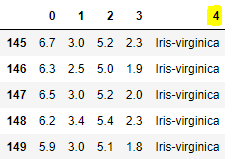 0 1 2 3 4
145 6.7 3.0 5.2 2.3 Iris-virginica
146 6.3 2.5 5.0 1.9 Iris-virginica
147 6.5 3.0 5.2 2.0 Iris-virginica
148 6.2 3.4 5.4 2.3 Iris-virginica
149 5.9 3.0 5.1 1.8 Iris-virginica